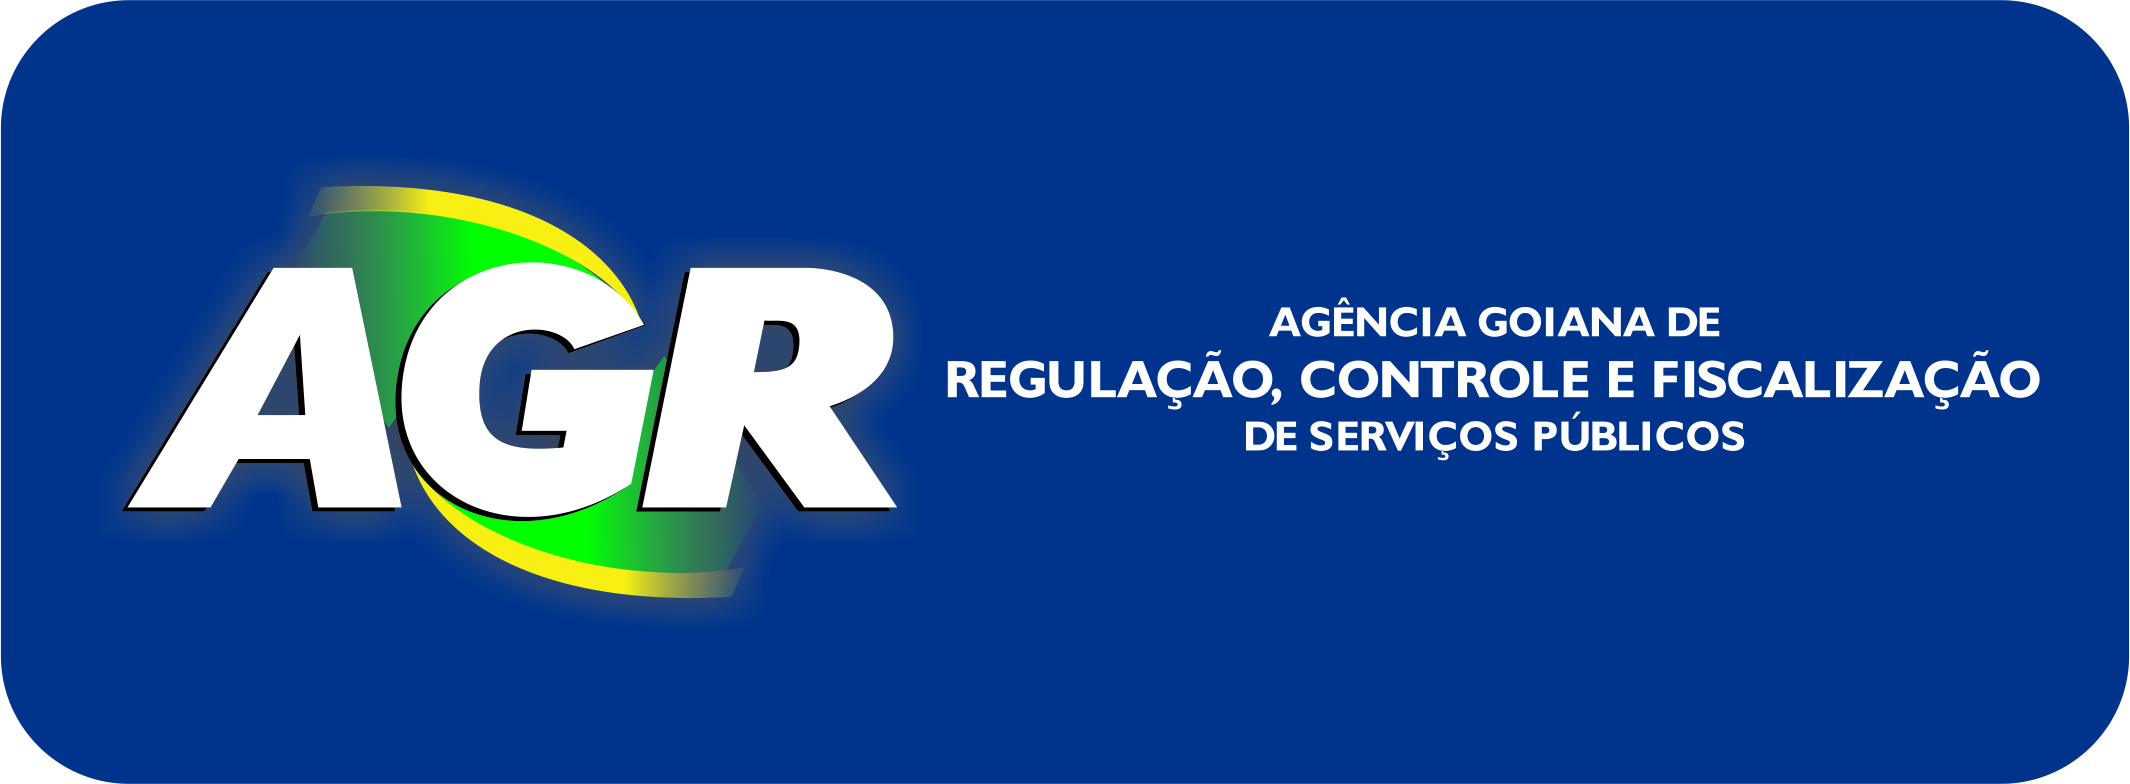 AGR
AGÊNCIA GOIANA DE
REGULAÇÃO, CONTROLE E FISCALIZAÇÃO
DE SERVIÇOS PÚBLICOS